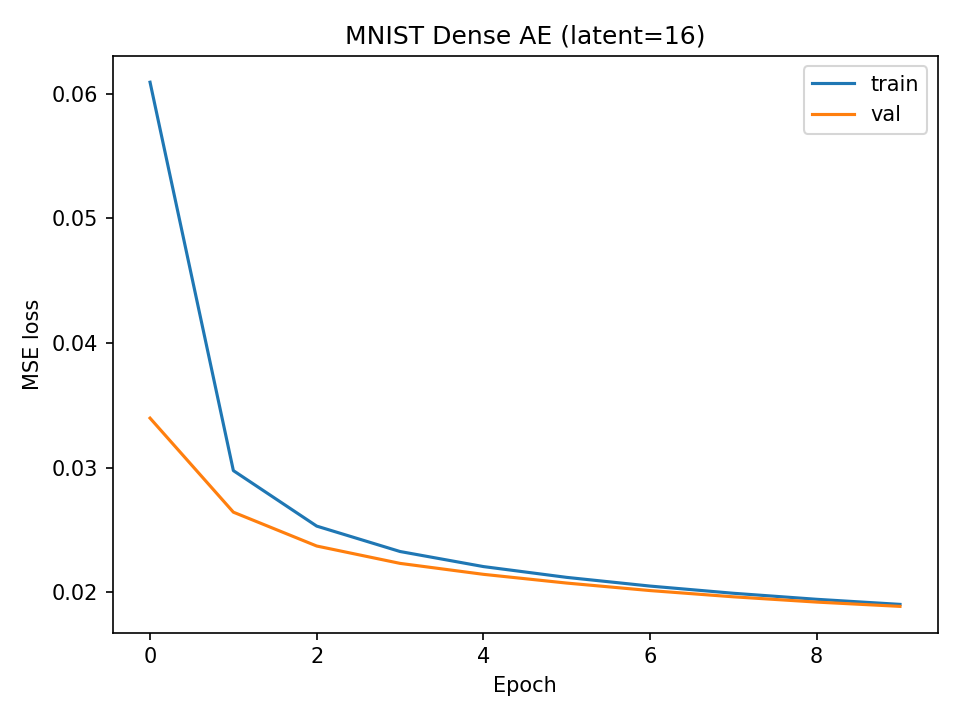 MNIST Dense AE (latent=16)
train
val
MSE loss
0.06
0.05
0.04
0.03
0.02
0 2 4 6 8
Epoch